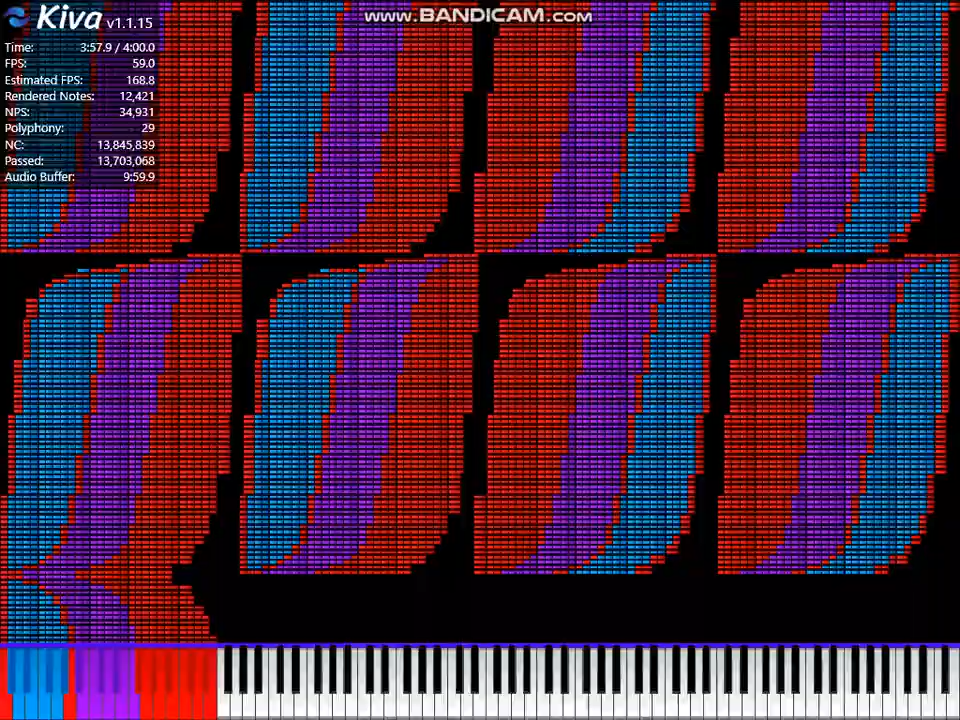 Kiva v1.1.15
www.BANDICAM.com
Time: 3:57.9 / 4:00.0
FPS: 59.0
Estimated FPS: 168.8
Rendered Notes: 12,421
NPS: 34,931
Polyphony: 29
NC: 13,845,839
Passed: 13,703,068
Audio Buffer: 9:59.9